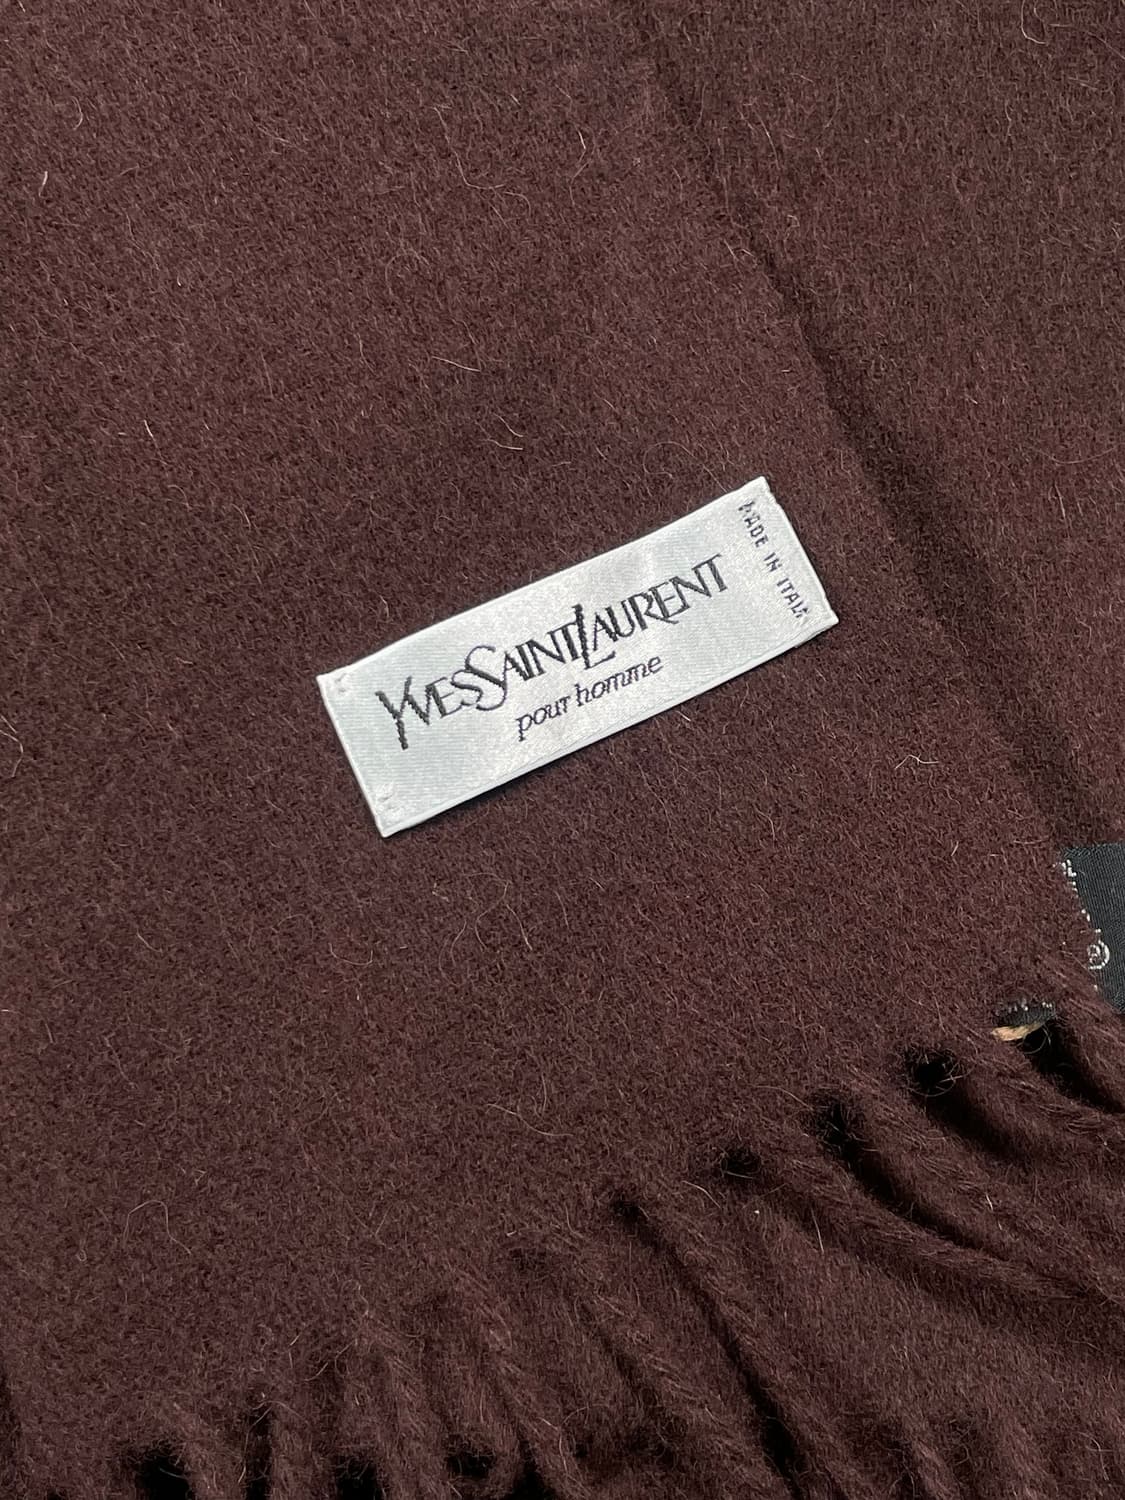 YVESSAINTLAURENT
pour homme
MADE IN ITALY